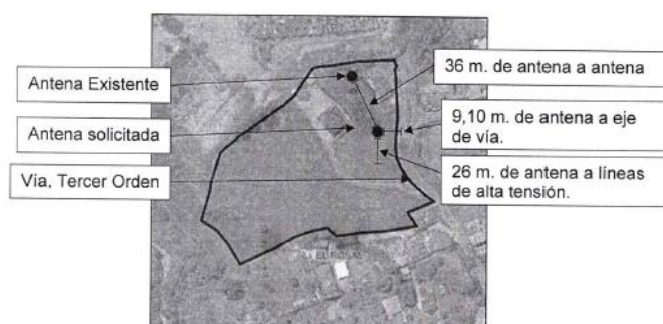 Antena Existente
Antena solicitada
Vía, Tercer Orden
36 m. de antena a antena
9,10 m. de antena a eje
de vía.
26 m. de antena a líneas
de alta tensión.